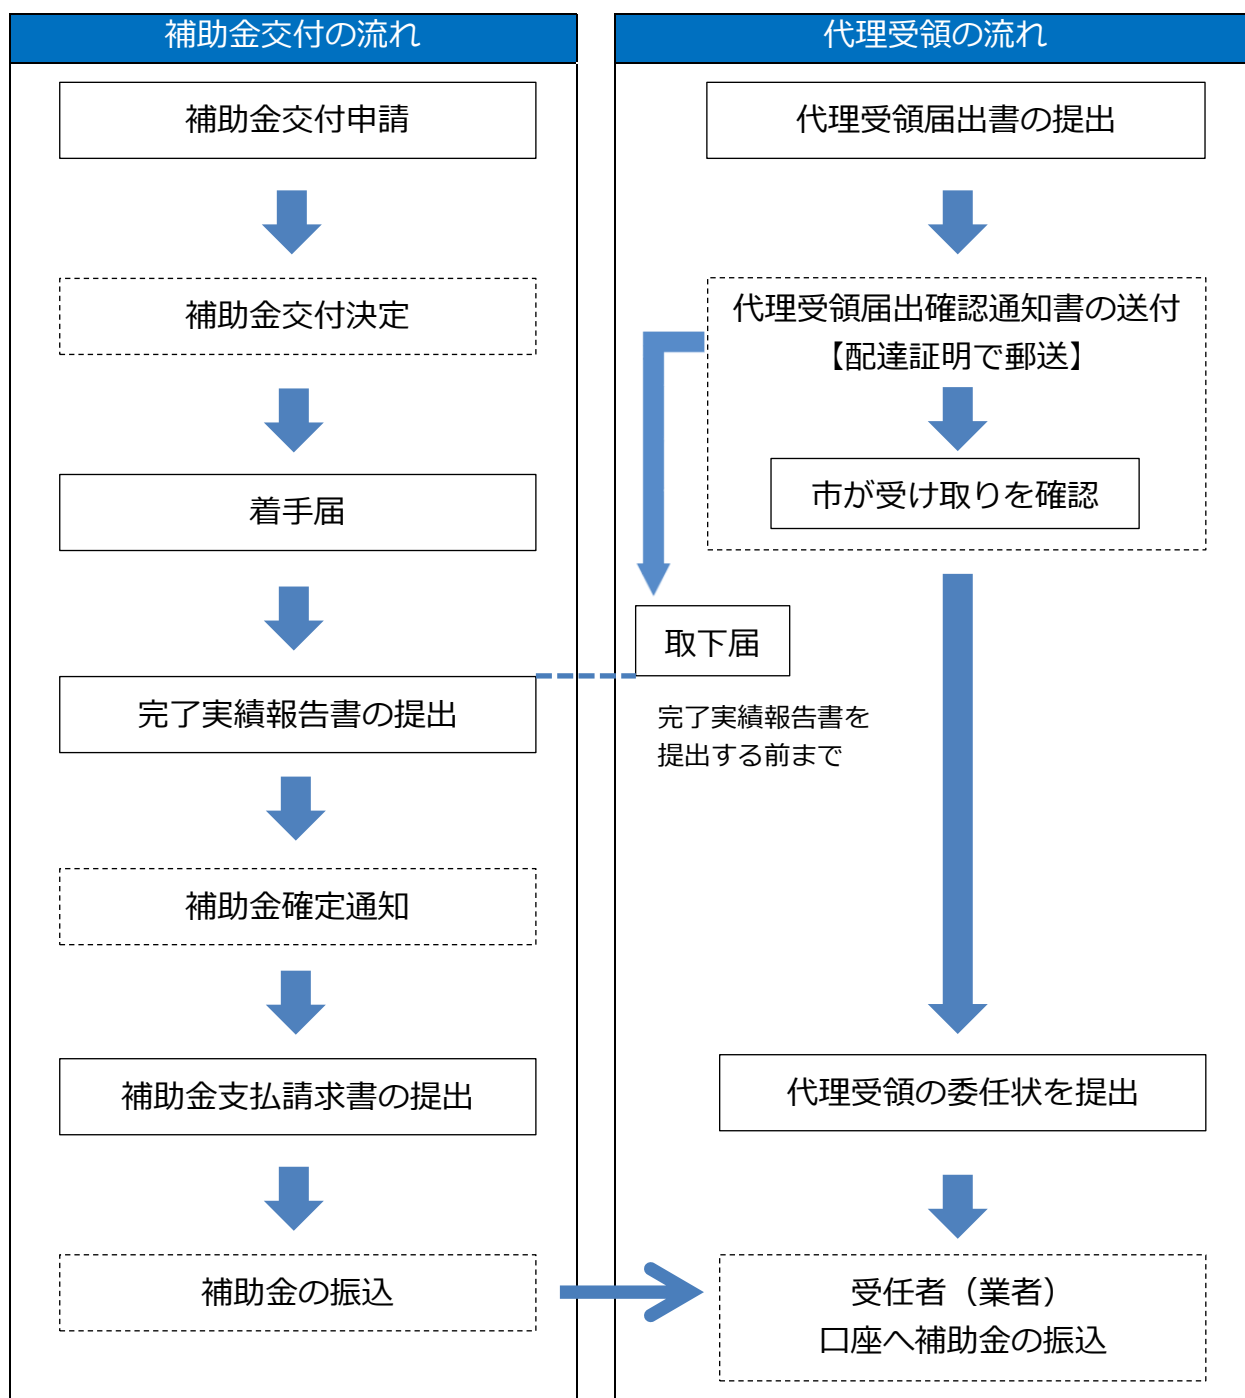 補助金交付の流れ
補助金交付申請
補助金交付決定
着手届
完了実績報告書の提出
補助金確定通知
補助金支払請求書の提出
補助金の振込
代理受領の流れ
代理受領届出書の提出
代理受領届出確認通知書の送付
【配達証明で郵送】
市が受け取りを確認
取下届
完了実績報告書を
提出する前まで
代理受領の委任状を提出
受任者（業者）
口座へ補助金の振込